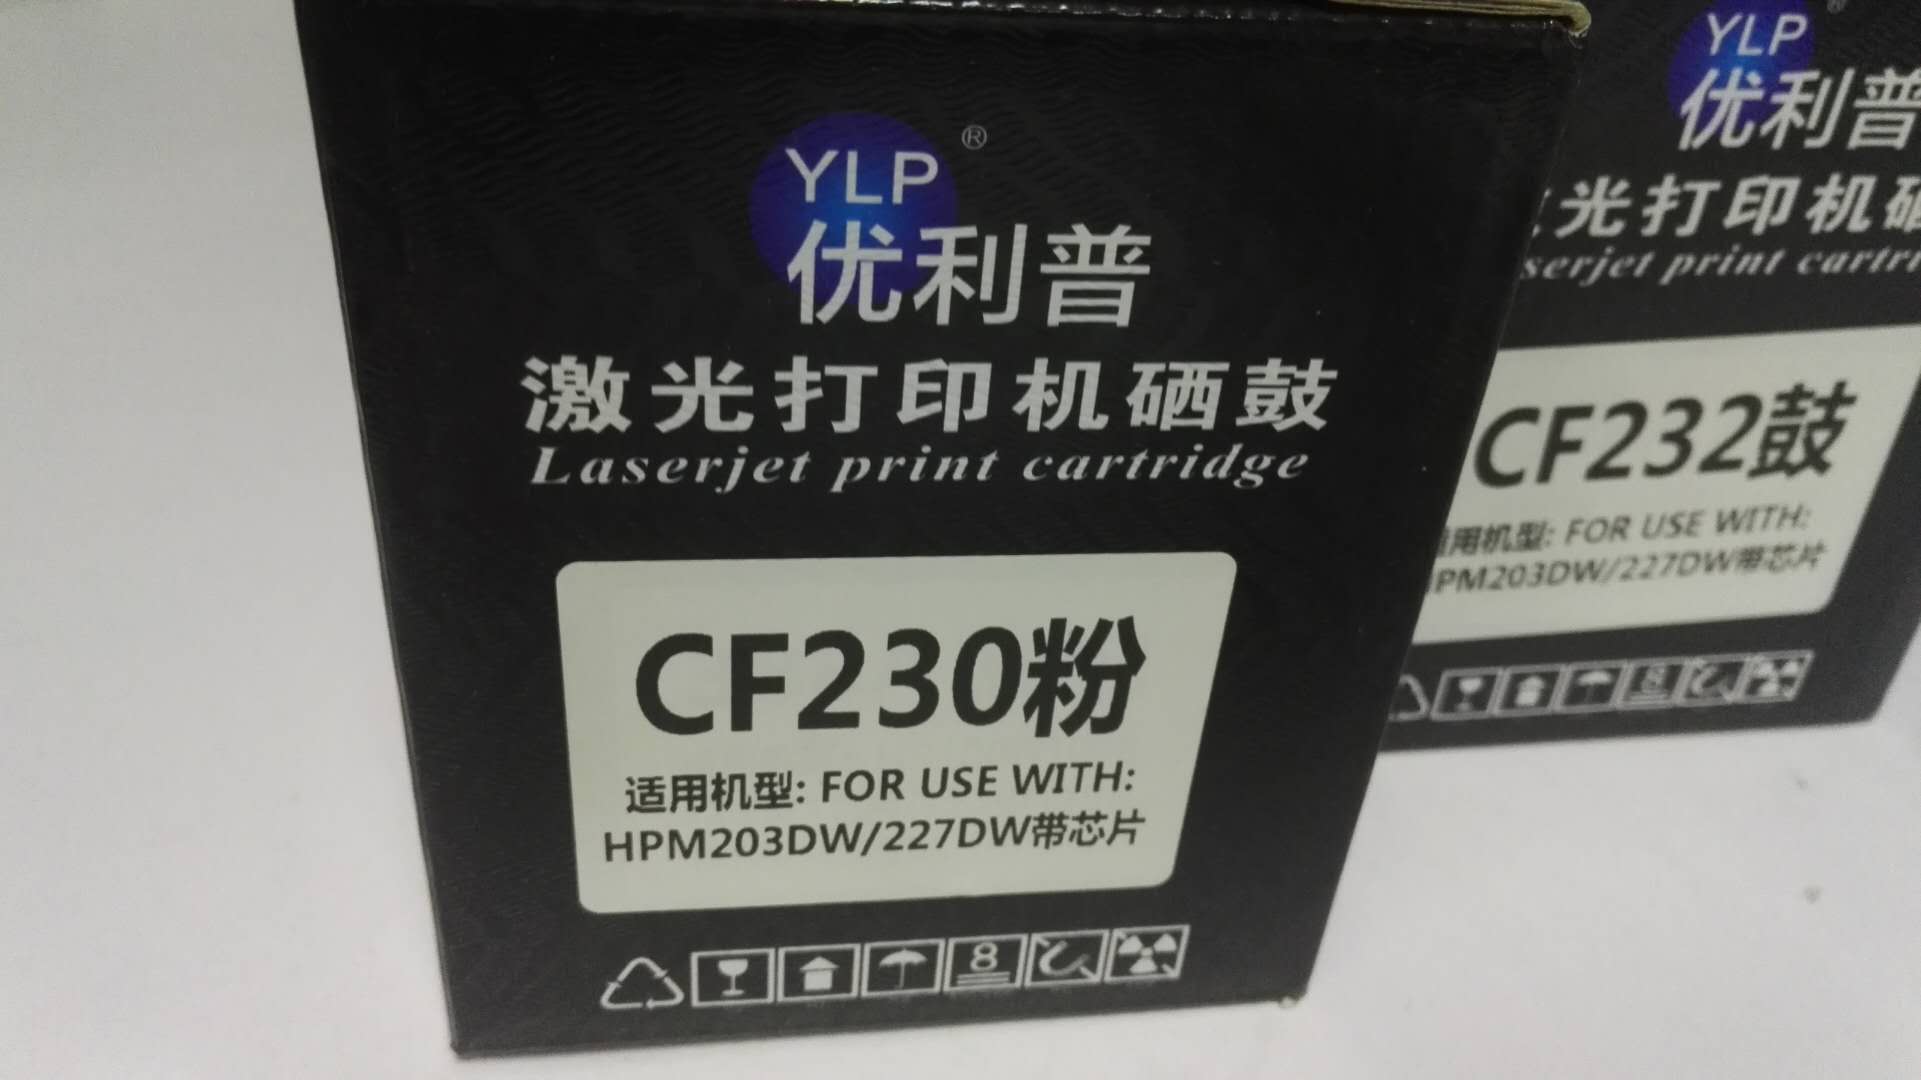 YLP ®
优利普
激光打印机硒鼓
Laserjet print cartridge
CF230粉
适用机型: FOR USE WITH:
HPM203DW/227DW带芯片
8
YLP ®
优利普
光打印机
print
CF232鼓
用机型: FOR USE WITH:
PM203DW/227DW带芯片
8